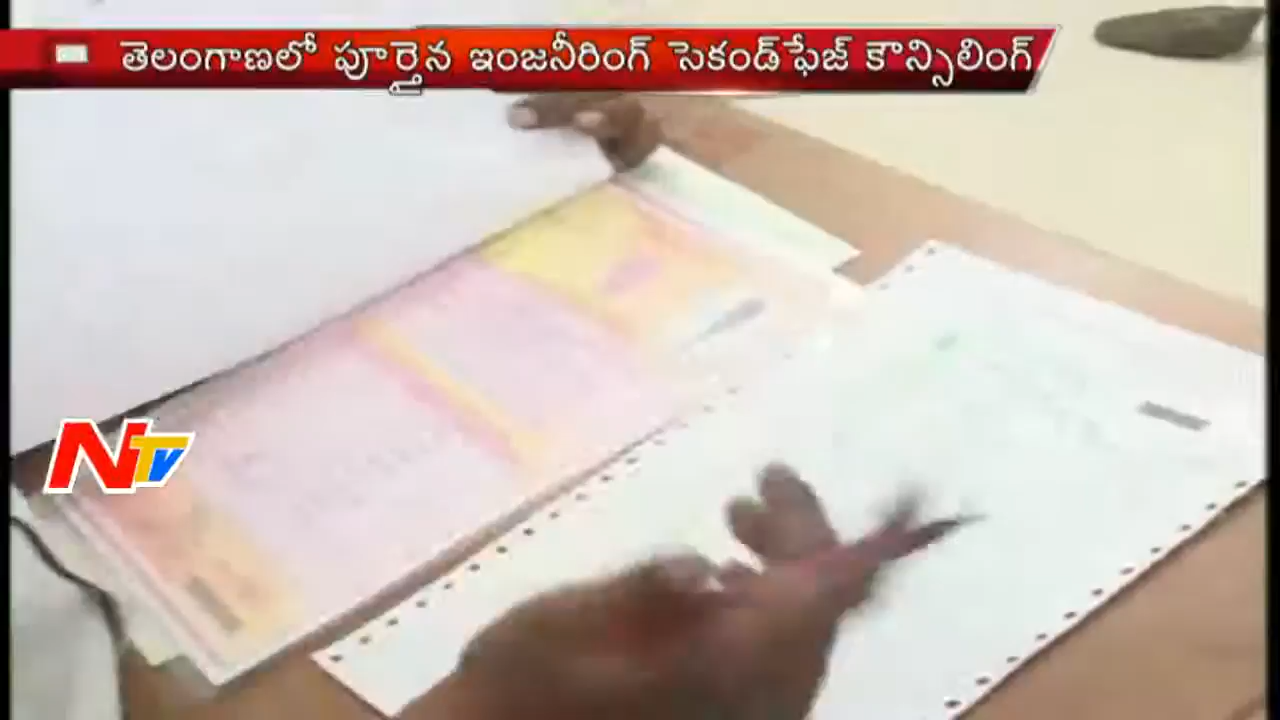 తెలంగాణలో పూర్తైన ఇంజనీరింగ్ సెకండ్‌ఫేజ్ కౌన్సిలింగ్
NTV